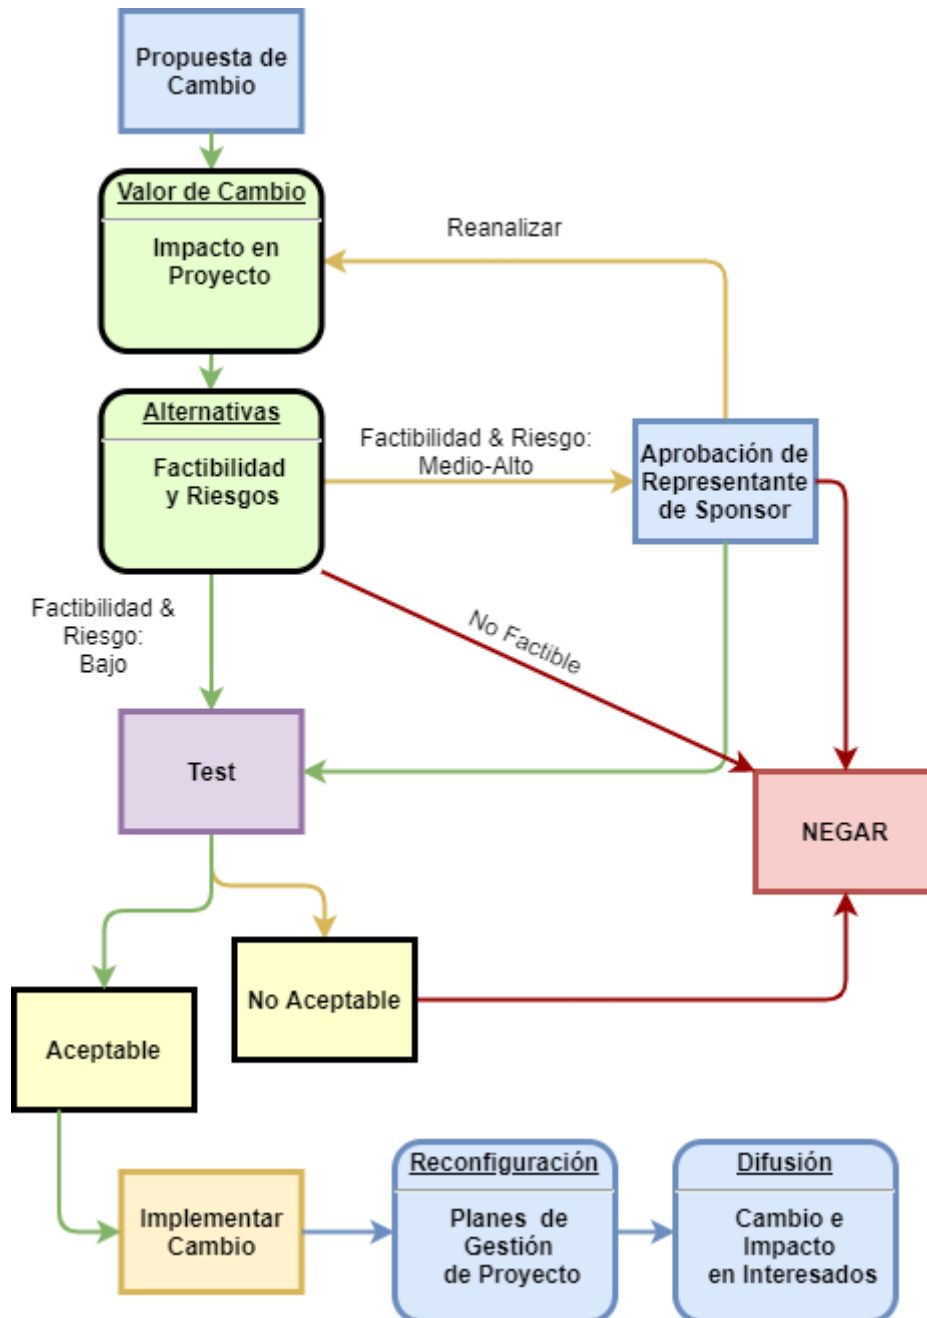 Propuesta de
Cambio
Valor de Cambio
Impacto en
Proyecto
Reanalizar
Alternativas
Factibilidad
y Riesgos
Factibilidad & Riesgo:
Medio-Alto
Aprobación de
Representante
de Sponsor
Factibilidad &
Riesgo:
Bajo
No Factible
Test
NEGAR
No Aceptable
Aceptable
Implementar
Cambio
Reconfiguración
Planes de
Gestión
de Proyecto
Difusión
Cambio e
Impacto
en Interesados